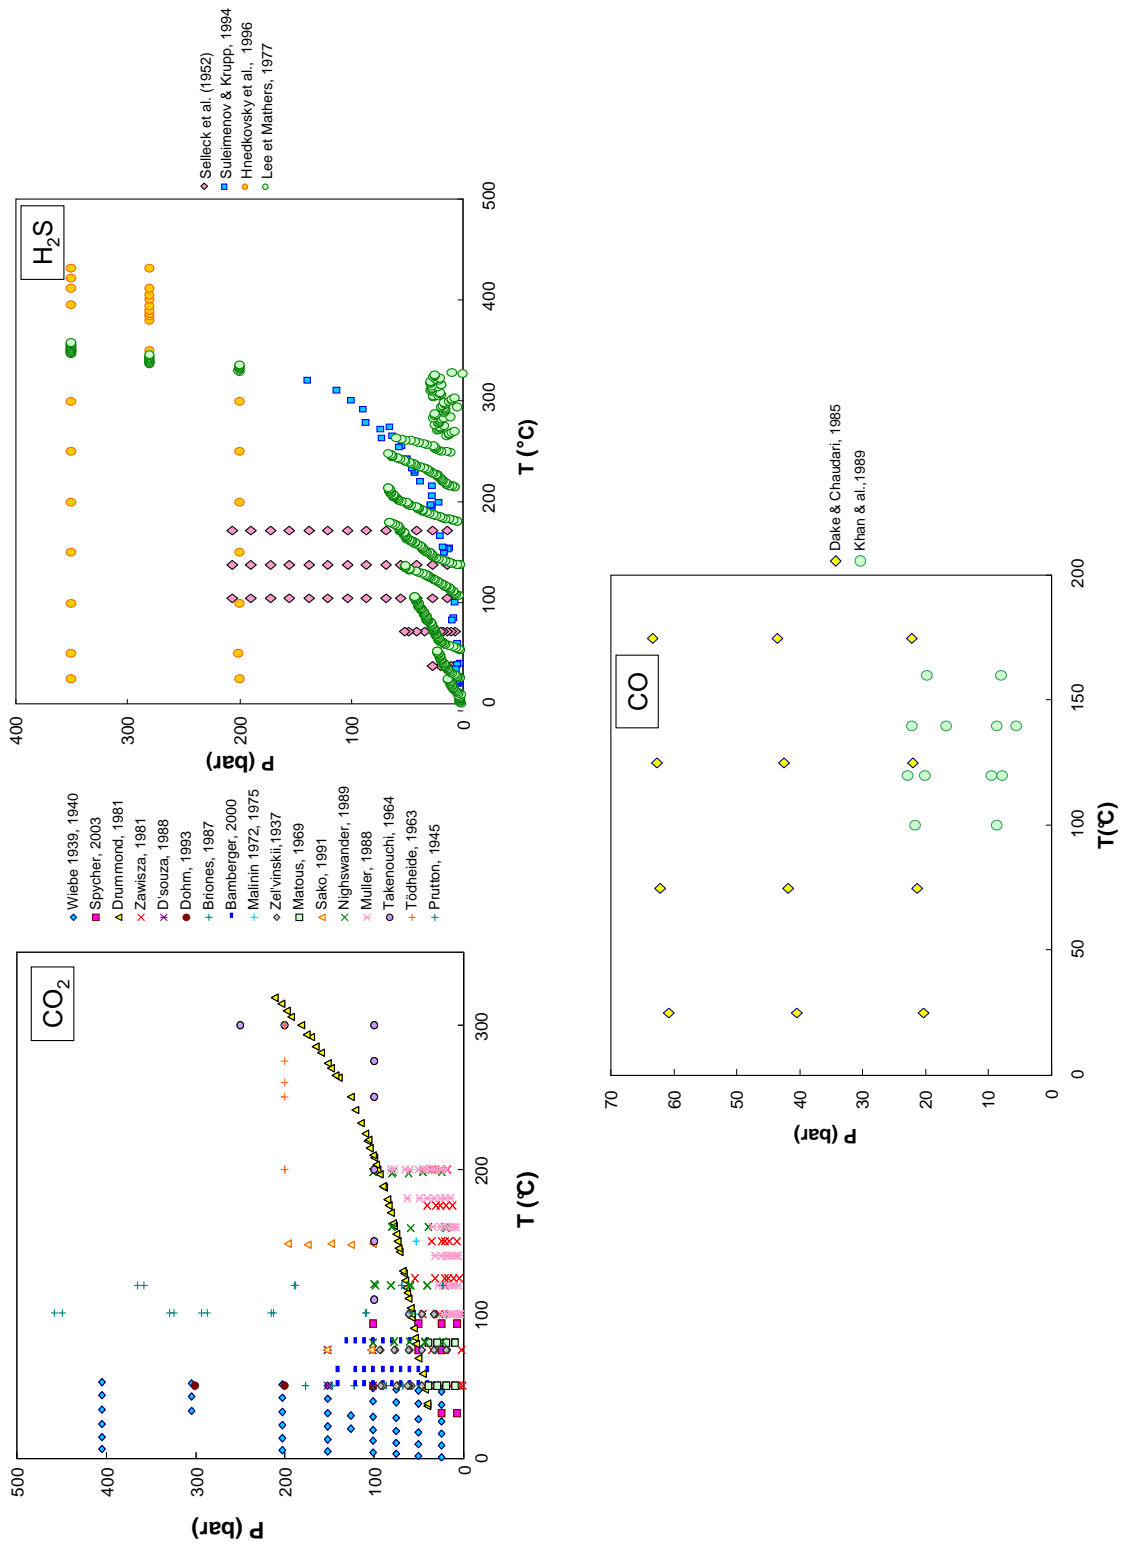 CO2
P (bar)
500
400
300
200
100
0
0
100
200
300
T (°C)
Wiebe 1939, 1940
Spycher, 2003
Drummond, 1981
Zawisza, 1981
D'souza, 1988
Dohm, 1993
Briones, 1987
Bamberger, 2000
Malinin 1972, 1975
Zel'vinskii,1937
Matous, 1969
Sako, 1991
Nighswander, 1989
Muller, 1988
Takenouchi, 1964
Tödheide, 1963
Prutton, 1945
H2S
P (bar)
400
300
200
100
0
0
100
200
300
400
500
T (°C)
Selleck et al. (1952)
Suleimenov & Krupp, 1994
Hnedkovsky et al., 1996
Lee et Mathers, 1977
CO
P (bar)
70
60
50
40
30
20
10
0
0
50
100
150
200
T(°C)
Dake & Chaudari, 1985
Khan & al.,1989